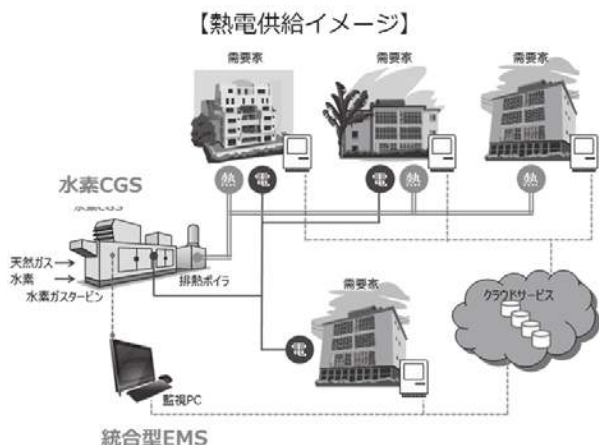 【熱電供給イメージ】
需要家
需要家
需要家
熱
電
電
熱
熱
水素CGS
水素CGS
天然ガス
水素
水素ガスタービン
排熱ボイラ
需要家
クラウドサービス
電
監視PC
統合型EMS